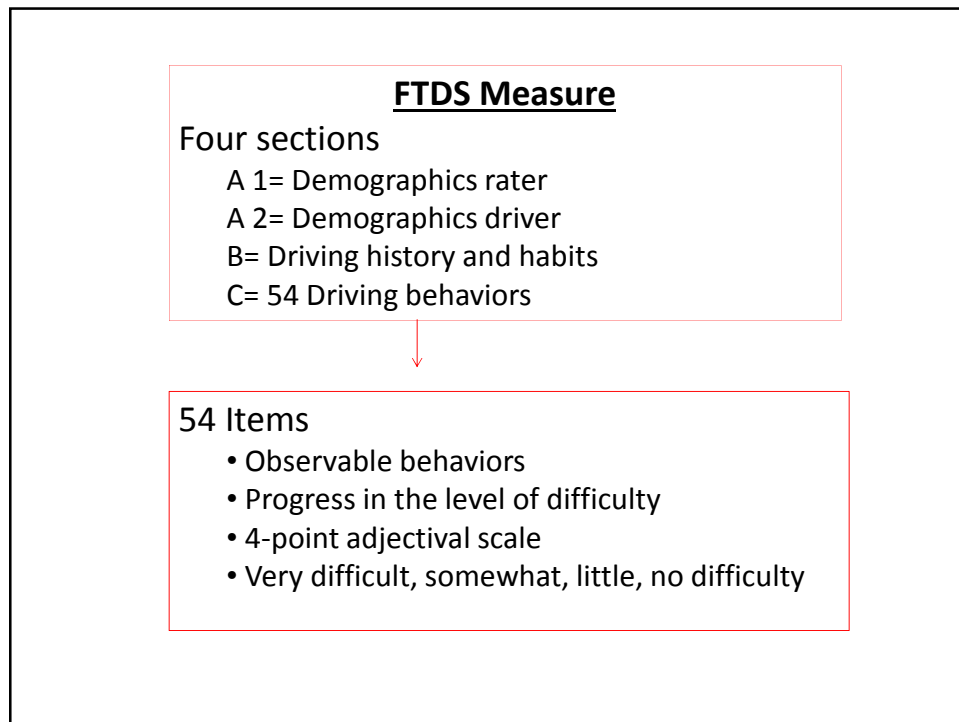 FTDS Measure
Four sections
A 1= Demographics rater
A 2= Demographics driver
B= Driving history and habits
C= 54 Driving behaviors
54 Items
• Observable behaviors
• Progress in the level of difficulty
• 4-point adjectival scale
• Very difficult, somewhat, little, no difficulty